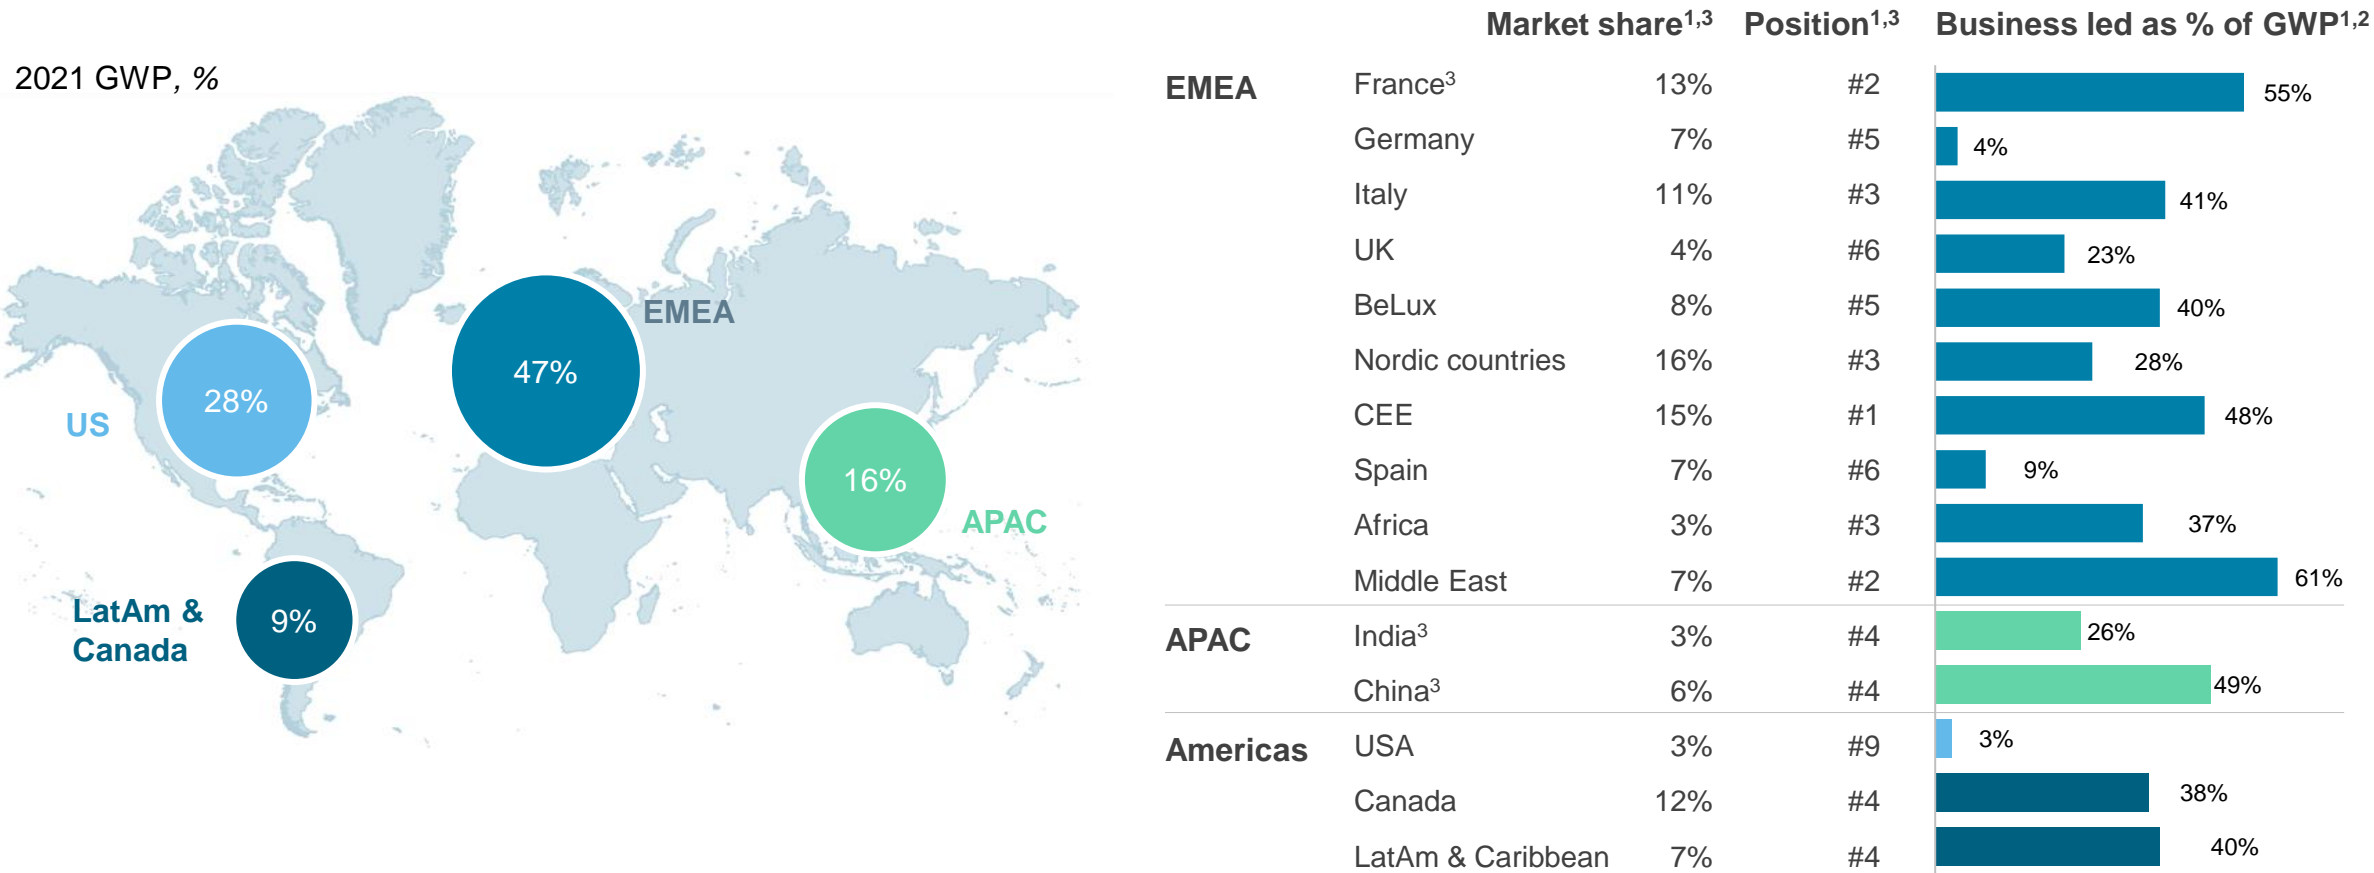 2021 GWP, %
EMEA
47%
28%
US
16%
APAC
LatAm &
Canada
9%
Market share1,3 Position1,3 Business led as % of GWP1,2
EMEA France3 13% #2 55%
Germany 7% #5 4%
Italy 11% #3 41%
UK 4% #6 23%
BeLux 8% #5 40%
Nordic countries 16% #3 28%
CEE 15% #1 48%
Spain 7% #6 9%
Africa 3% #3 37%
Middle East 7% #2 61%
APAC India3 3% #4 26%
China3 6% #4 49%
Americas USA 3% #9 3%
Canada 12% #4 38%
LatAm & Caribbean 7% #4 40%